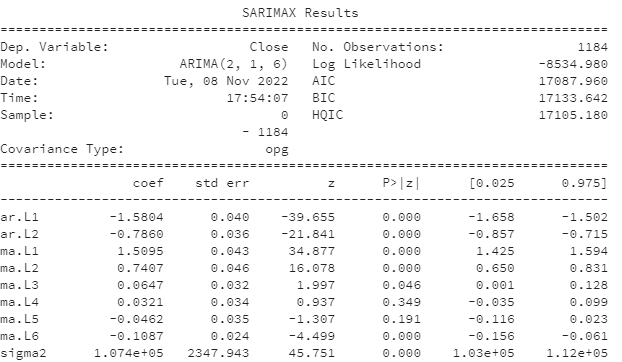 SARIMAX Results
==============================================================================
Dep. Variable:                  Close   No. Observations:                 1184
Model:                 ARIMA(2, 1, 6)   Log Likelihood               -8534.980
Date:                Tue, 08 Nov 2022   AIC                          17087.960
Time:                        17:54:07   BIC                          17133.642
Sample:                             0   HQIC                         17105.180
                               - 1184
Covariance Type:                  opg
==============================================================================
                 coef    std err          z      P>|z|      [0.025      0.975]
------------------------------------------------------------------------------
ar.L1         -1.5804      0.040    -39.655      0.000      -1.658      -1.502
ar.L2         -0.7860      0.036    -21.841      0.000      -0.857      -0.715
ma.L1          1.5095      0.043     34.877      0.000       1.425       1.594
ma.L2          0.7407      0.046     16.078      0.000       0.650       0.831
ma.L3          0.0647      0.032      1.997      0.046       0.001       0.128
ma.L4          0.0321      0.034      0.937      0.349      -0.035       0.099
ma.L5         -0.0462      0.035     -1.307      0.191      -0.116       0.023
ma.L6         -0.1087      0.024     -4.499      0.000      -0.156      -0.061
sigma2      1.074e+05   2347.943     45.751      0.000    1.03e+05    1.12e+05